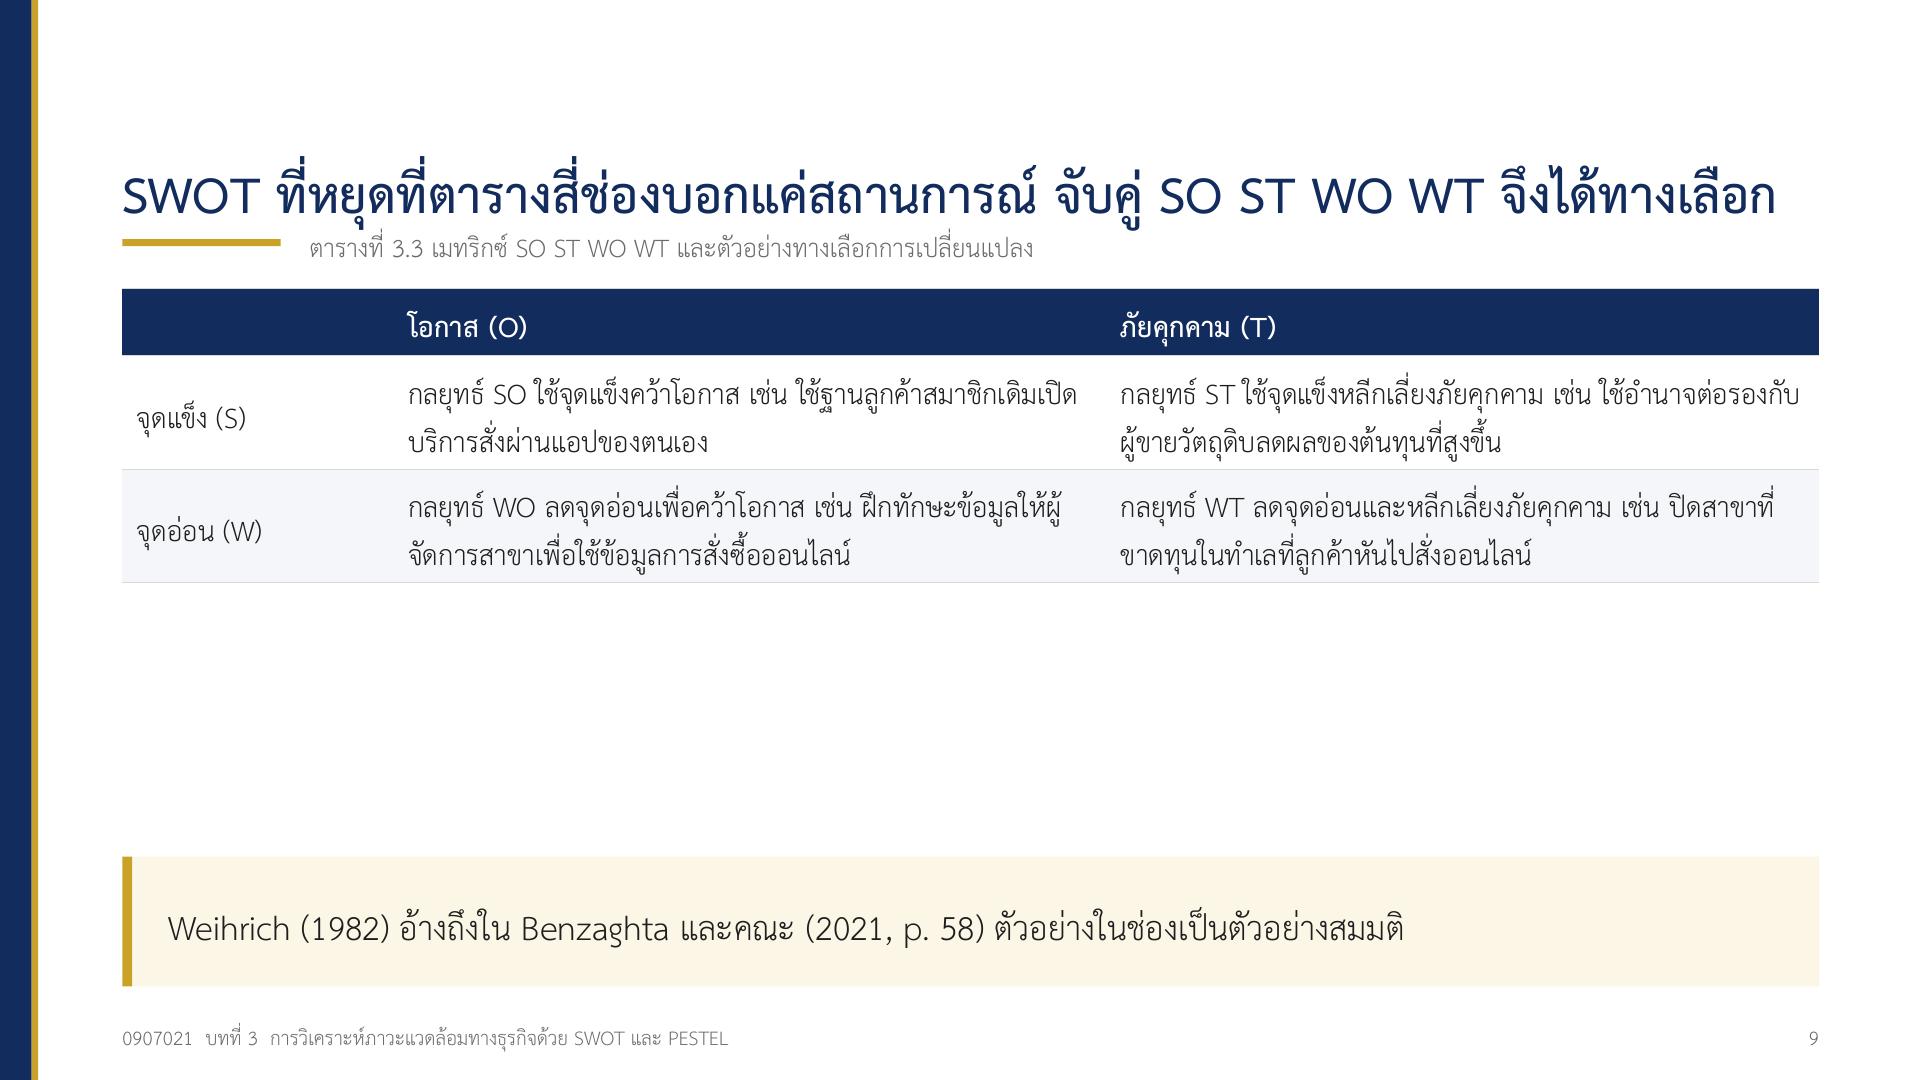 SWOT ที่หยุดที่ตารางสี่ช่องบอกแค่สถานการณ์ จับคู่ SO ST WO WT จึงได้ทางเลือก
ตารางที่ 3.3 เมทริกซ์ SO ST WO WT และตัวอย่างทางเลือกการเปลี่ยนแปลง
โอกาส (O)
ภัยคุกคาม (T)
จุดแข็ง (S)
กลยุทธ์ SO ใช้จุดแข็งคว้าโอกาส เช่น ใช้ฐานลูกค้าสมาชิกเดิมเปิด
บริการสั่งผ่านแอปของตนเอง
กลยุทธ์ ST ใช้จุดแข็งหลีกเลี่ยงภัยคุกคาม เช่น ใช้อำนาจต่อรองกับ
ผู้ขายวัตถุดิบลดผลของต้นทุนที่สูงขึ้น
จุดอ่อน (W)
กลยุทธ์ WO ลดจุดอ่อนเพื่อคว้าโอกาส เช่น ฝึกทักษะข้อมูลให้ผู้
จัดการสาขาเพื่อใช้ข้อมูลการสั่งซื้อออนไลน์
กลยุทธ์ WT ลดจุดอ่อนและหลีกเลี่ยงภัยคุกคาม เช่น ปิดสาขาที่
ขาดทุนในทำเลที่ลูกค้าหันไปสั่งออนไลน์
Weihrich (1982) อ้างถึงใน Benzaghta และคณะ (2021, p. 58) ตัวอย่างในช่องเป็นตัวอย่างสมมติ
0907021 บทที่ 3 การวิเคราะห์ภาวะแวดล้อมทางธุรกิจด้วย SWOT และ PESTEL
9